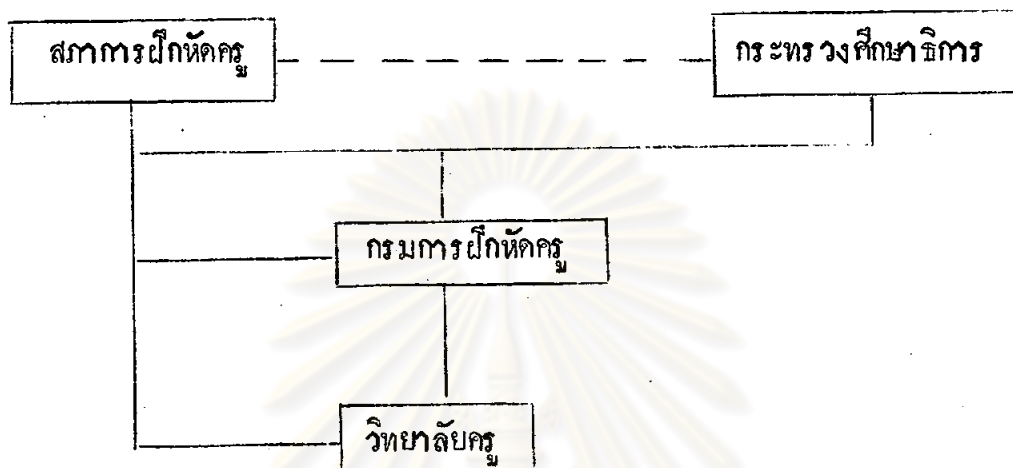 สภาการฝึกหัดครู
กระทรวงศึกษาธิการ
กรมการฝึกหัดครู
วิทยาลัยครู